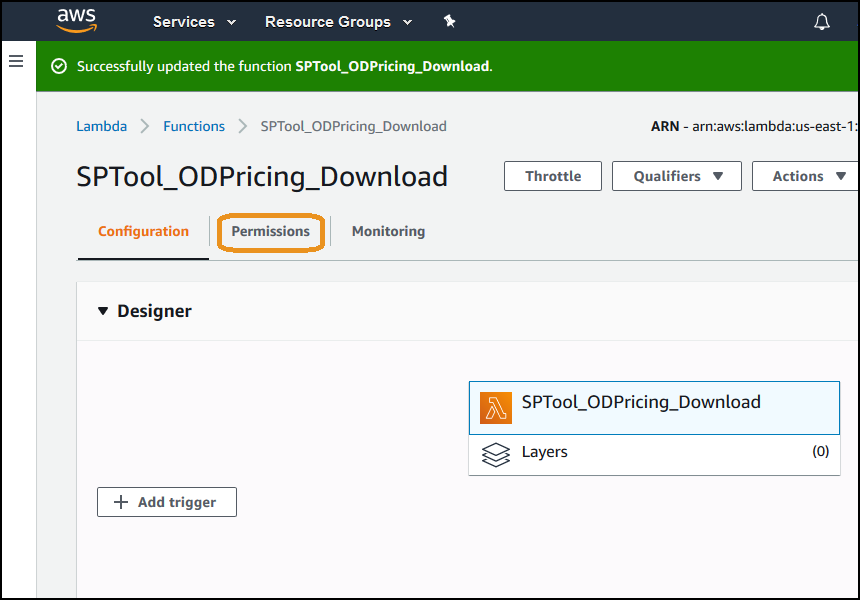 aws Services Resource Groups
Successfully updated the function SPTool_ODPricing_Download.
Lambda Functions SPTool_ODPricing_Download ARN - arn:aws:lambda:us-east-1:
SPTool_ODPricing_Download Throttle Qualifiers Actions
Configuration Permissions Monitoring
Designer
SPTool_ODPricing_Download
Layers (0)
Add trigger